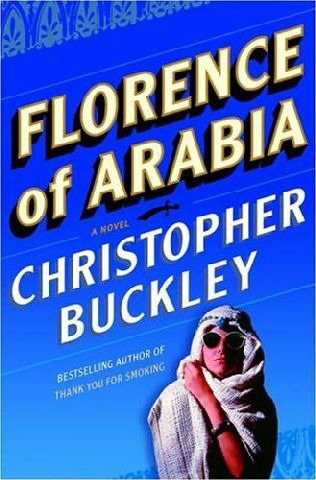 FLORENCE
of ARABIA
A NOVEL
CHRISTOPHER
BUCKLEY
BESTSELLING AUTHOR OF
THANK YOU FOR SMOKING